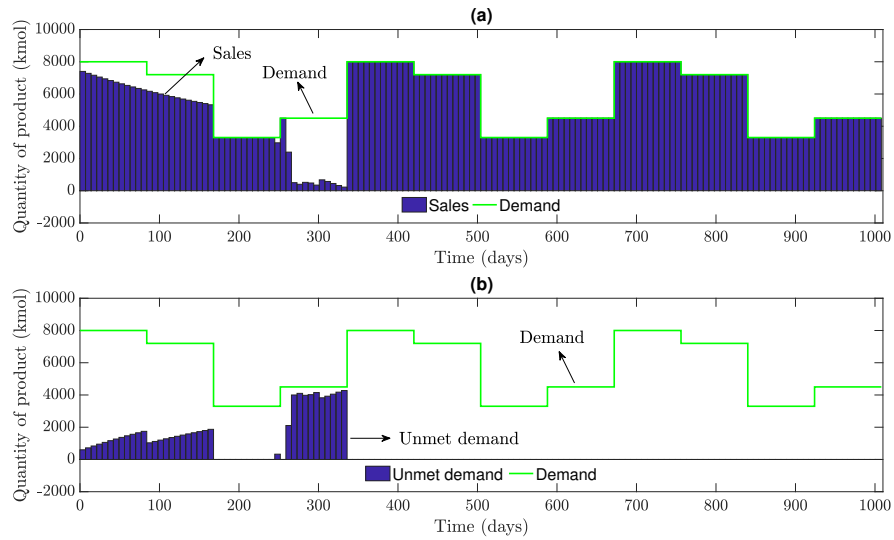 (a)
10000
8000
6000
4000
2000
0
-2000
Quantity of product (kmol)
Sales
Demand
Sales Demand
0 100 200 300 400 500 600 700 800 900 1000
Time (days)
(b)
10000
8000
6000
4000
2000
0
-2000
Quantity of product (kmol)
Demand
Unmet demand
Unmet demand Demand
0 100 200 300 400 500 600 700 800 900 1000
Time (days)